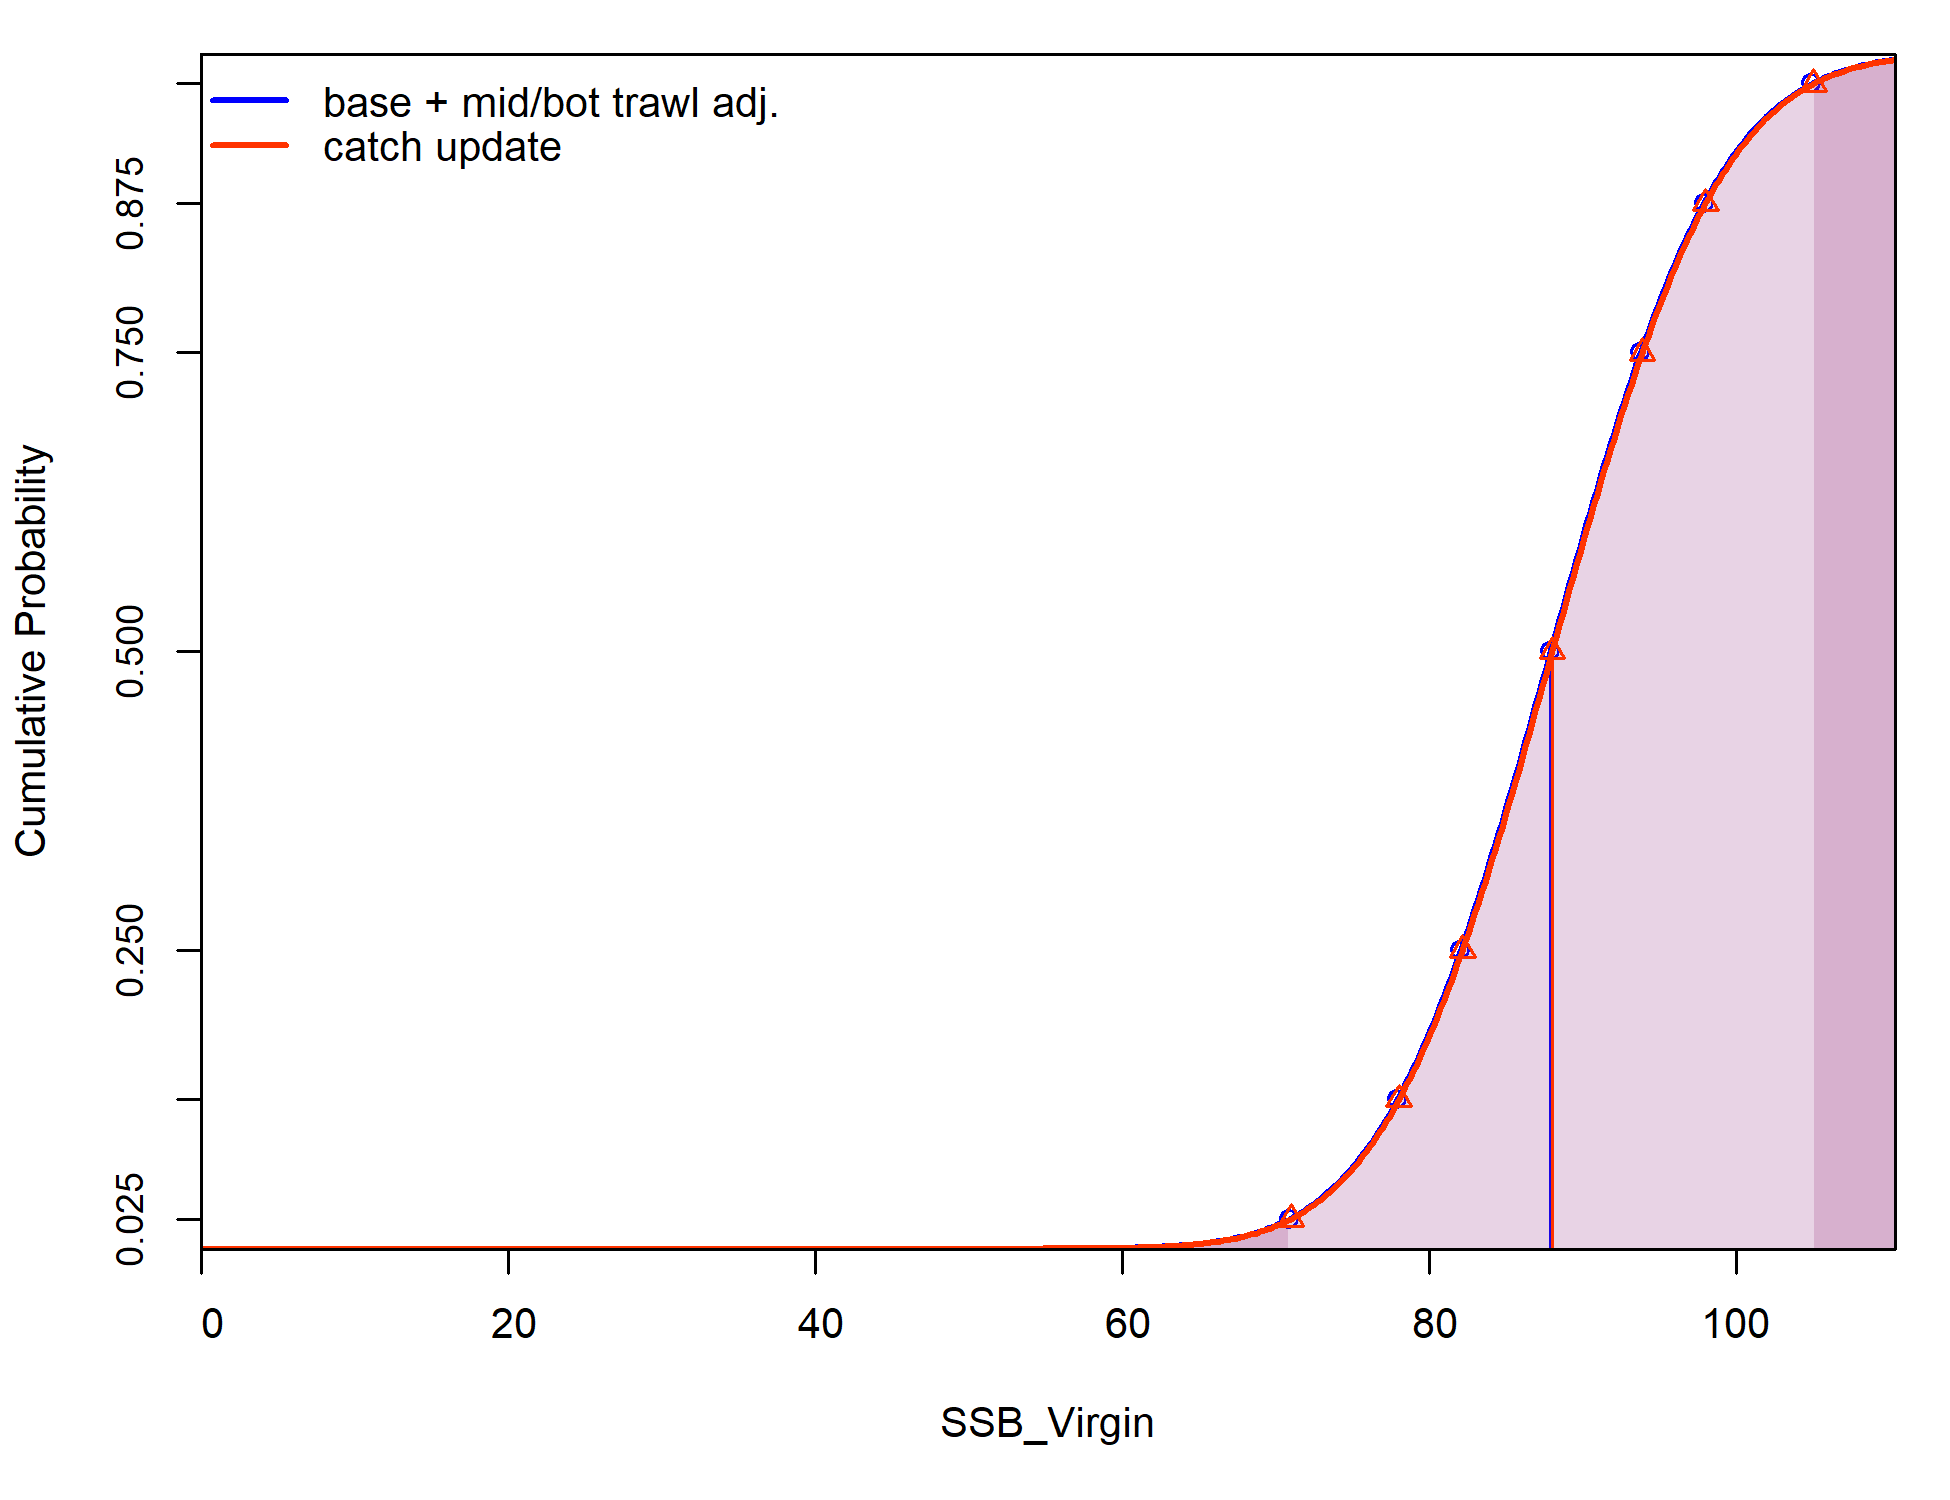 base + mid/bot trawl adj.
catch update
Cumulative Probability
0.875
0.750
0.500
0.250
0.025
0 20 40 60 80 100
SSB_Virgin